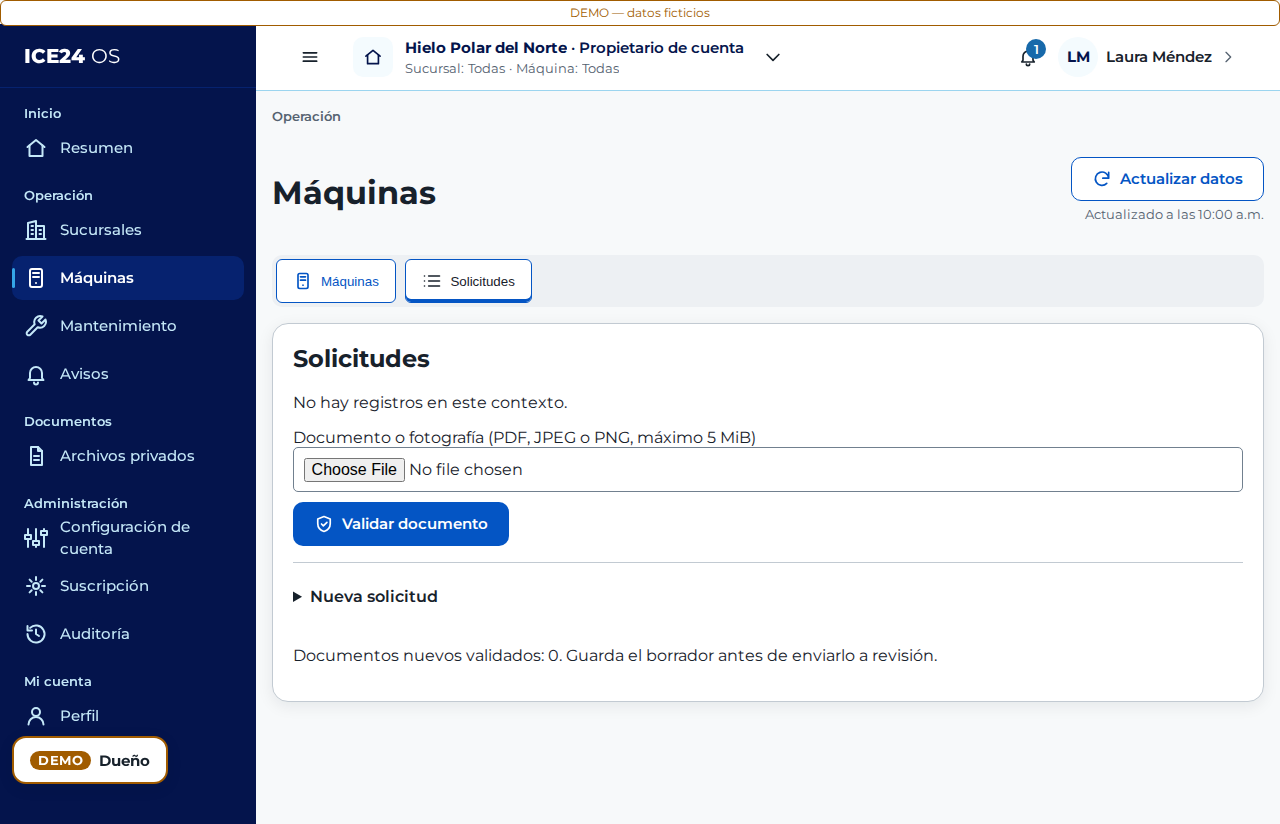 DEMO — datos ficticios
ICE24 OS
Inicio
Resumen
Operación
Sucursales
Máquinas
Mantenimiento
Avisos
Documentos
Archivos privados
Administración
Configuración de
cuenta
Suscripción
Auditoría
Mi cuenta
Perfil
DEMO Dueño
Hielo Polar del Norte · Propietario de cuenta
Sucursal: Todas · Máquina: Todas
1
LM Laura Méndez
Operación
Máquinas
Actualizar datos
Actualizado a las 10:00 a.m.
Máquinas
Solicitudes
Solicitudes
No hay registros en este contexto.
Documento o fotografía (PDF, JPEG o PNG, máximo 5 MiB)
Choose File No file chosen
Validar documento
Nueva solicitud
Documentos nuevos validados: 0. Guarda el borrador antes de enviarlo a revisión.